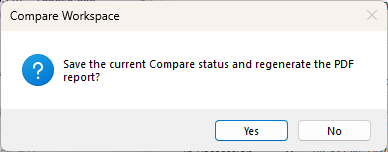 Compare Workspace
Save the current Compare status and regenerate the PDF
report?
Yes
No